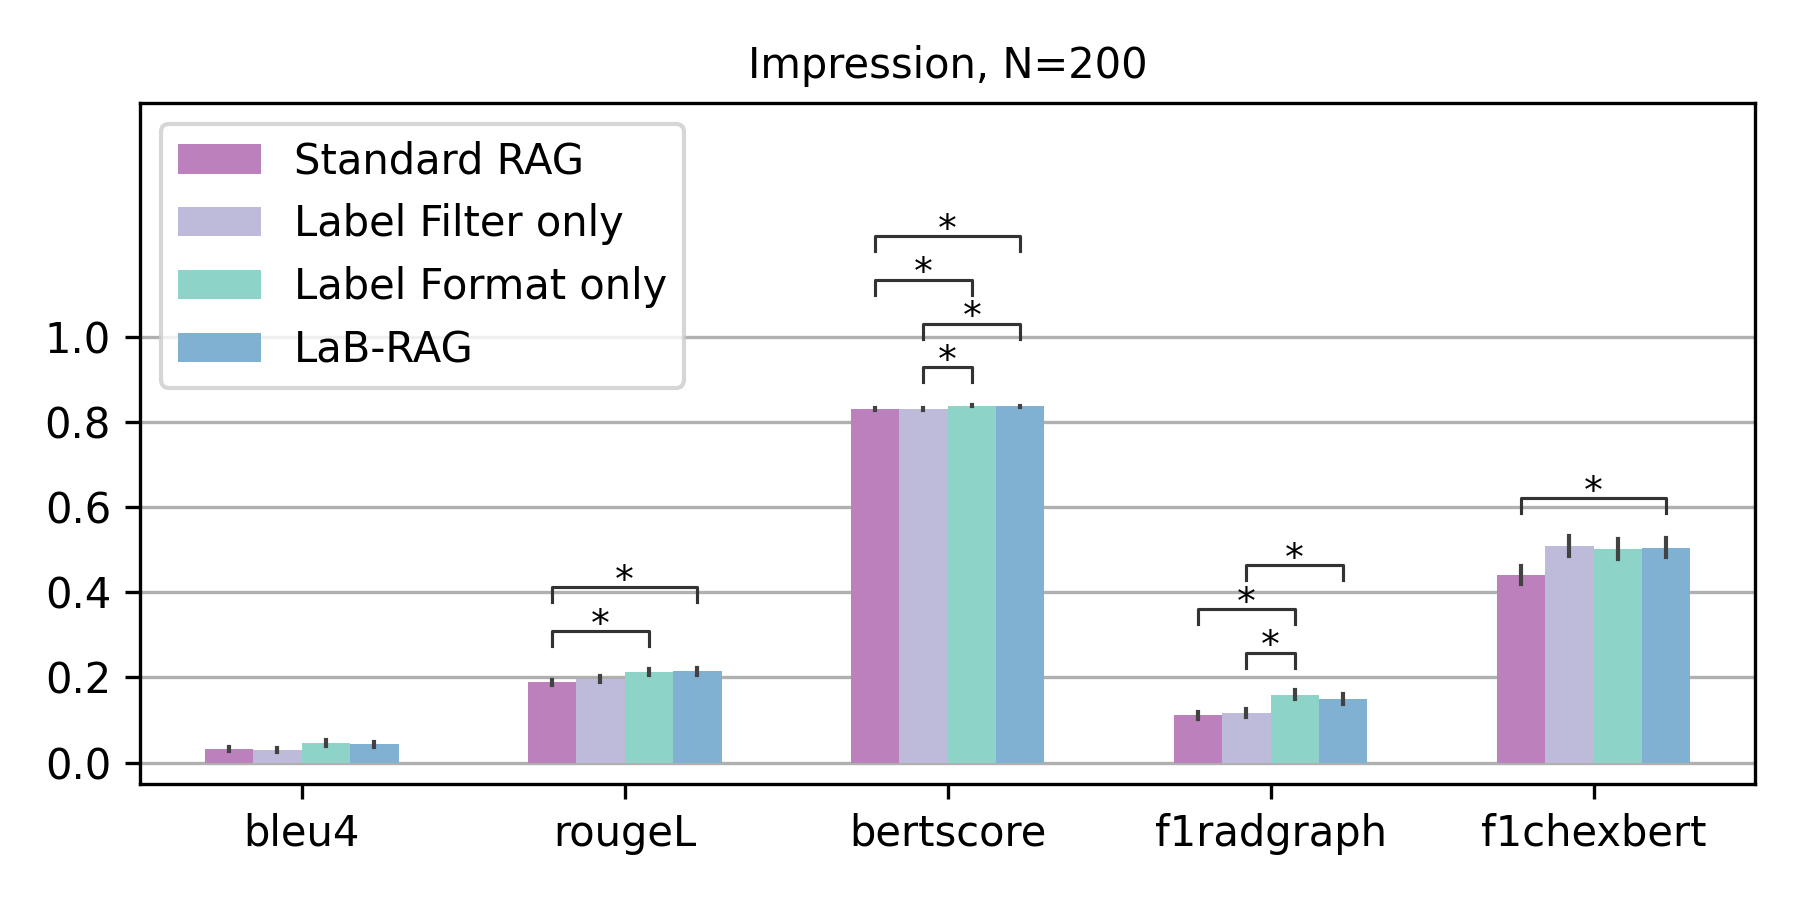 Impression, N=200
Standard RAG
Label Filter only
Label Format only
LaB-RAG
*
*
*
*
*
*
*
*
*
*
1.0
0.8
0.6
0.4
0.2
0.0
bleu4
rougeL
bertscore
f1radgraph
f1chexbert